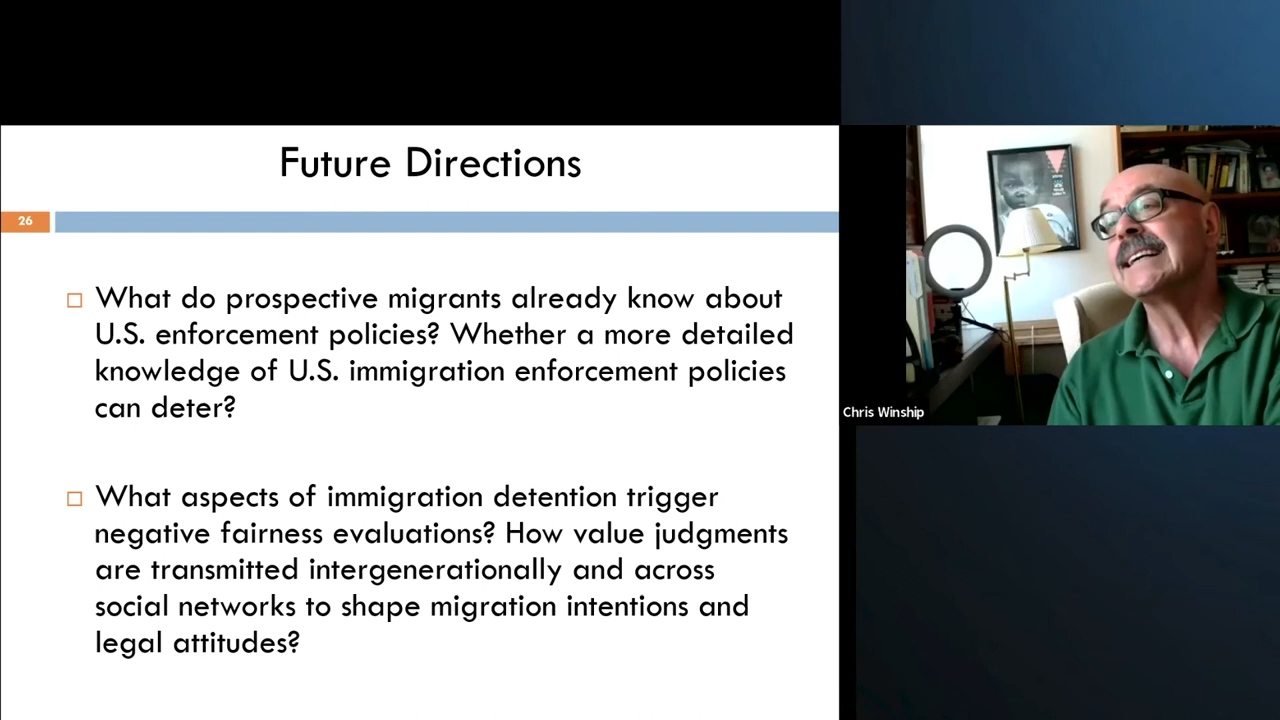 Future Directions
26
What do prospective migrants already know about
U.S. enforcement policies? Whether a more detailed
knowledge of U.S. immigration enforcement policies
can deter?
What aspects of immigration detention trigger
negative fairness evaluations? How value judgments
are transmitted intergenerationally and across
social networks to shape migration intentions and
legal attitudes?
Chris Winship